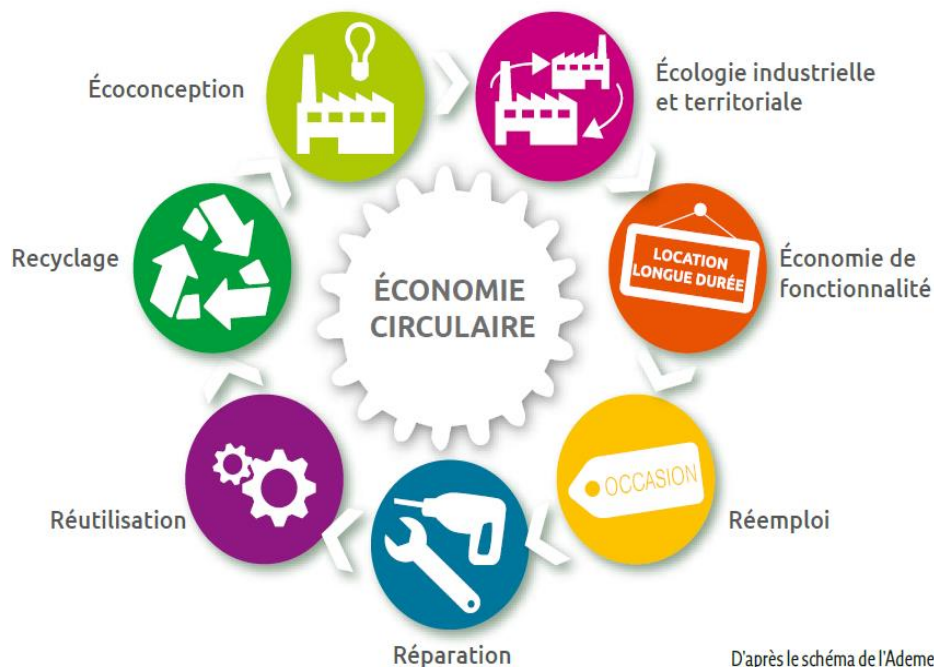 Écoconception
Écologie industrielle
et territoriale
LOCATION
LONGUE DURÉE
Économie de
fonctionnalité
OCCASION
Réemploi
Réparation
Réutilisation
Recyclage
ÉCONOMIE
CIRCULAIRE
D'après le schéma de l'Ademe